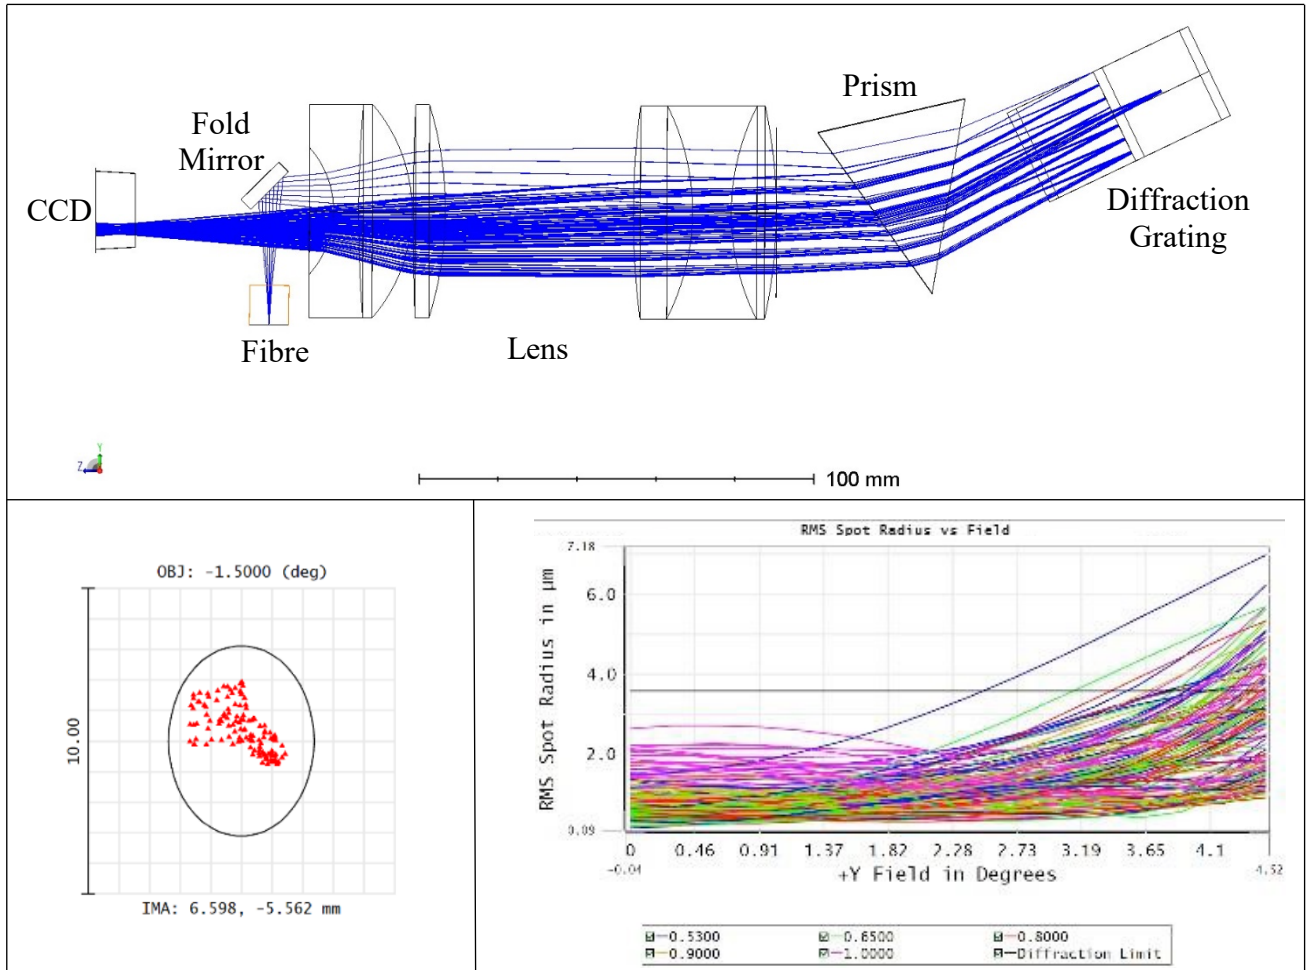 Prism
Fold
Mirror
CCD
Diffraction
Grating
Fibre
Lens
Y
Z
100 mm
OBJ: -1.5000 (deg)
10.00
IMA: 6.598, -5.562 mm
RMS Spot Radius vs Field
RMS Spot Radius in µm
7.18
6.0
4.0
2.0
0.09
0 0.46 0.91 1.37 1.82 2.28 2.73 3.19 3.65 4.1
-0.04 +Y Field in Degrees 4.52
0.5300 0.6500 0.8000
0.9000 1.0000 Diffraction Limit